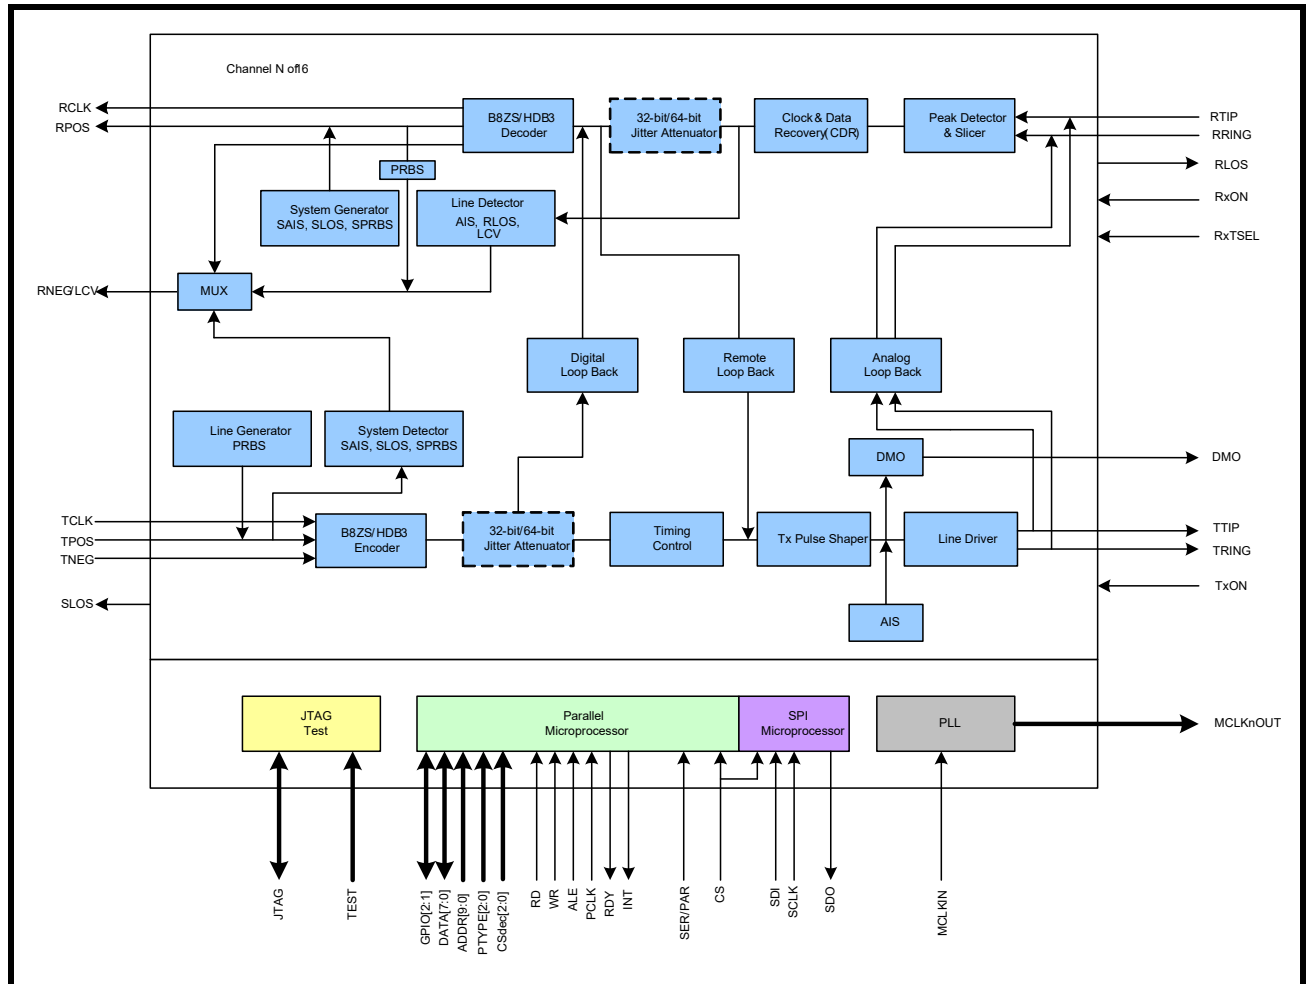 Channel N of16
RCLK
RPOS
B8ZS/HDB3
Decoder
32-bit/64-bit
Jitter Attenuator
Clock & Data
Recovery(CDR)
Peak Detector
& Slicer
RTIP
RRING
RLOS
RxON
RxTSEL
PRBS
System Generator
SAIS, SLOS, SPRBS
Line Detector
AIS, RLOS,
LCV
RNEG/LCV
MUX
Digital
Loop Back
Remote
Loop Back
Analog
Loop Back
Line Generator
PRBS
System Detector
SAIS, SLOS, SPRBS
DMO
DMO
TCLK
TPOS
TNEG
B8ZS/HDB3
Encoder
32-bit/64-bit
Jitter Attenuator
Timing
Control
Tx Pulse Shaper
Line Driver
TTIP
TRING
TxON
SLOS
AIS
JTAG
Test
Parallel
Microprocessor
SPI
Microprocessor
PLL
MCLKnOUT
JTAG
TEST
GPIO[2:1]
DATA[7:0]
ADDR[9:0]
PTYPE[2:0]
CSdec[2:0]
RD
WR
ALE
PCLK
RDY
INT
SER/PAR
CS
SDI
SCLK
SDO
MCLKIN